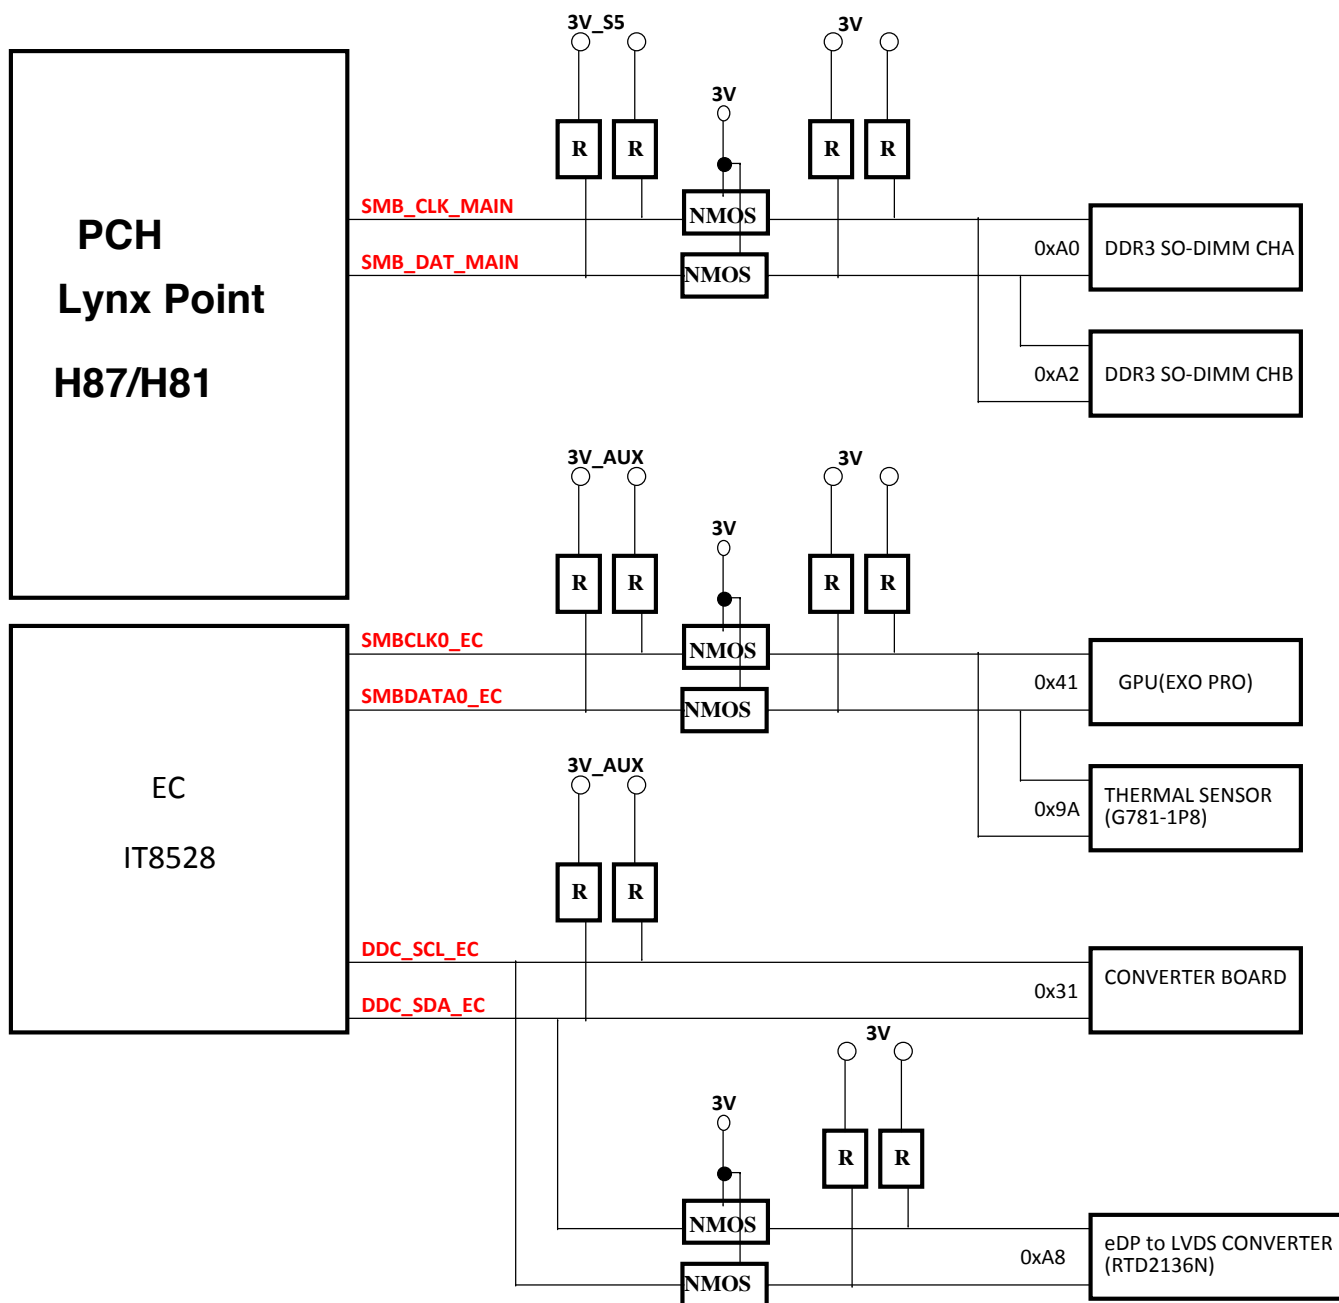 3V_S5
3V
3V
R
R
R
R
PCH
Lynx Point
H87/H81
SMB_CLK_MAIN
NMOS
SMB_DAT_MAIN
NMOS
0xA0
DDR3 SO-DIMM CHA
0xA2
DDR3 SO-DIMM CHB
3V_AUX
3V
3V
R
R
R
R
EC
IT8528
SMBCLK0_EC
NMOS
SMBDATA0_EC
NMOS
0x41
GPU(EXO PRO)
0x9A
THERMAL SENSOR
(G781-1P8)
3V_AUX
R
R
DDC_SCL_EC
DDC_SDA_EC
0x31
CONVERTER BOARD
3V
3V
R
R
NMOS
NMOS
0xA8
eDP to LVDS CONVERTER
(RTD2136N)